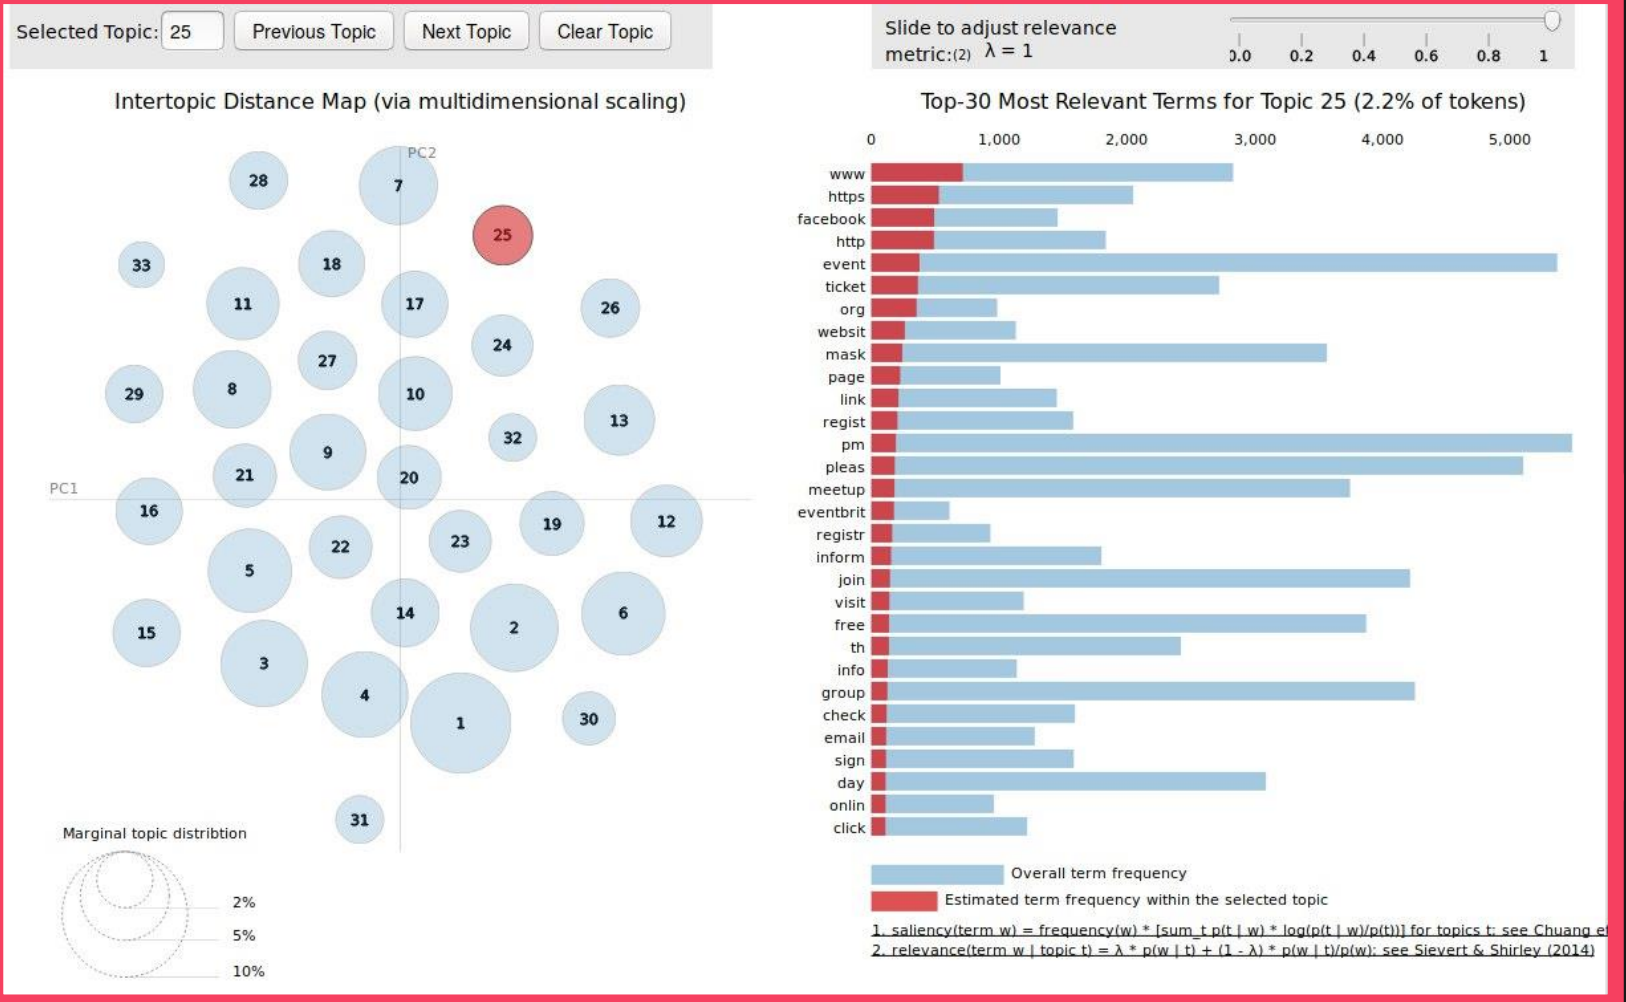 Selected Topic: 25 Previous Topic Next Topic Clear Topic
Slide to adjust relevance
metric:(2) λ = 1
0.0 0.2 0.4 0.6 0.8 1
Intertopic Distance Map (via multidimensional scaling)
PC2
PC1
28
7
25
33
18
11
17
26
24
27
8
29
10
13
32
9
21
20
16
12
19
23
22
5
14
6
2
15
3
4
30
1
31
Marginal topic distribtion
2%
5%
10%
Top-30 Most Relevant Terms for Topic 25 (2.2% of tokens)
0 1,000 2,000 3,000 4,000 5,000
www
https
facebook
http
event
ticket
org
websit
mask
page
link
regist
pm
pleas
meetup
eventbrit
registr
inform
join
visit
free
th
info
group
check
email
sign
day
onlin
click
Overall term frequency
Estimated term frequency within the selected topic
1. saliency(term w) = frequency(w) * [sum_t p(t | w) * log(p(t | w)/p(t))] for topics t; see Chuang et
2. relevance(term w | topic t) = λ * p(w | t) + (1 - λ) * p(w | t)/p(w); see Sievert & Shirley (2014)